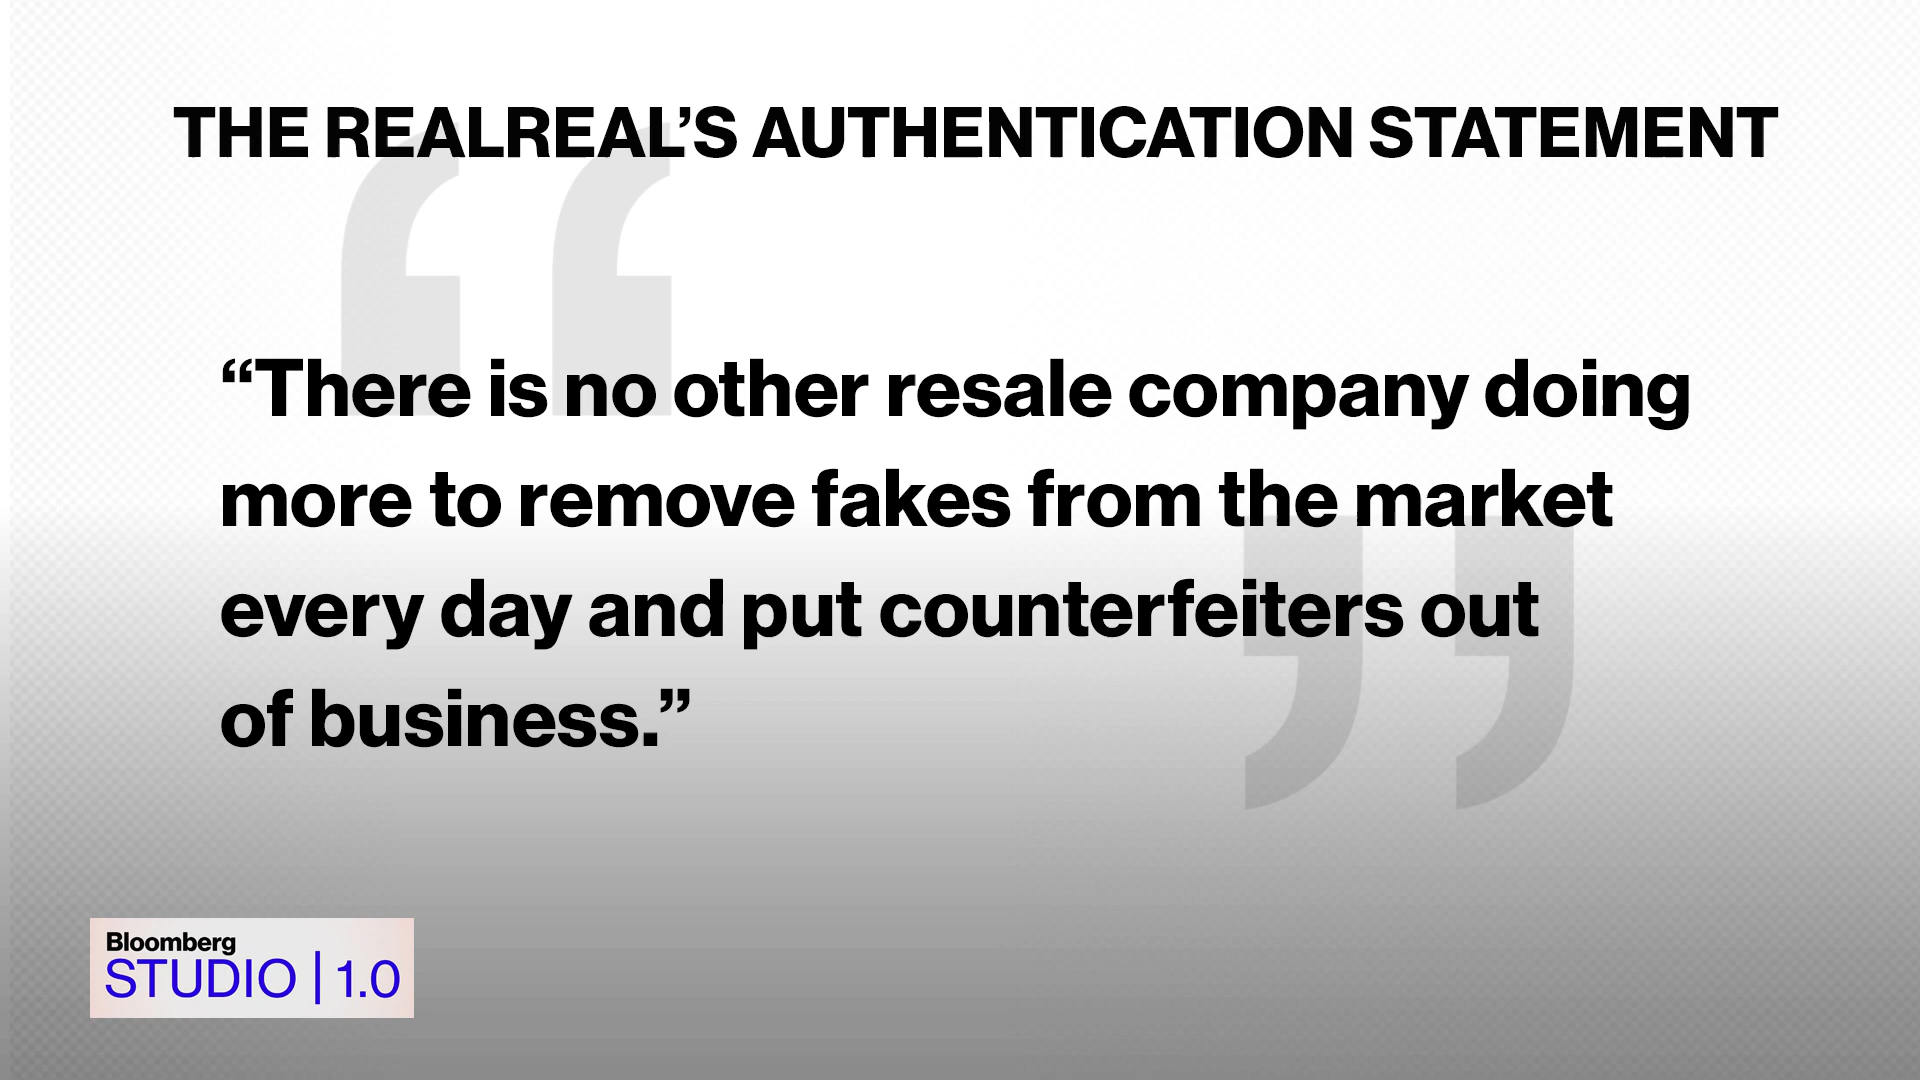 THE REALREAL’S AUTHENTICATION STATEMENT
“There is no other resale company doing
more to remove fakes from the market
every day and put counterfeiters out
of business.”
Bloomberg
STUDIO | 1.0